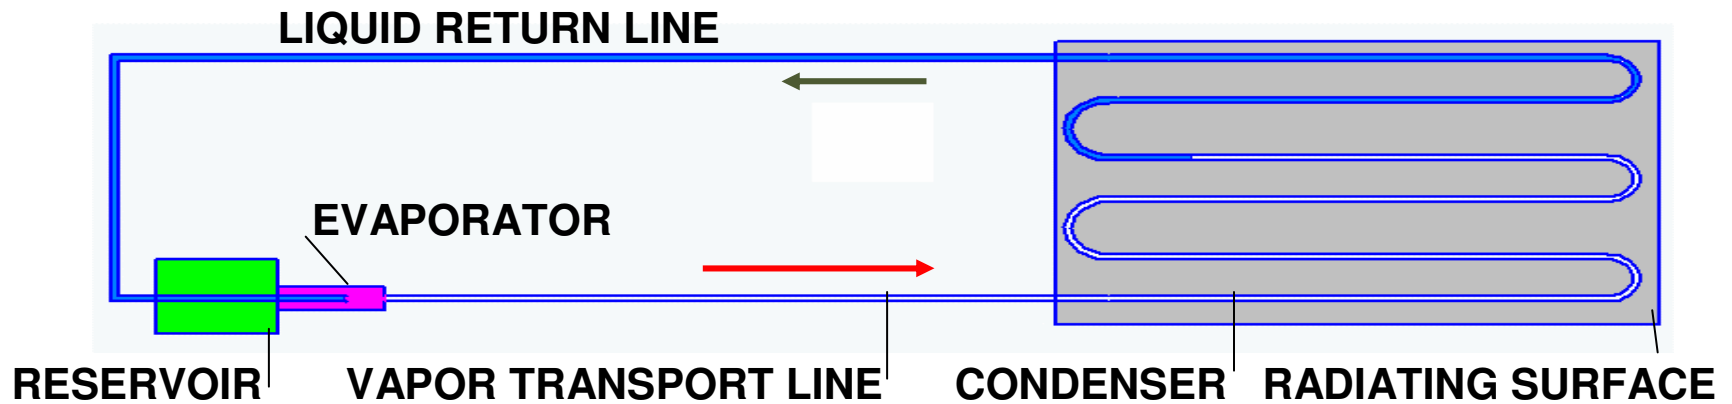 LIQUID RETURN LINE
EVAPORATOR
RESERVOIR
VAPOR TRANSPORT LINE
CONDENSER
RADIATING SURFACE